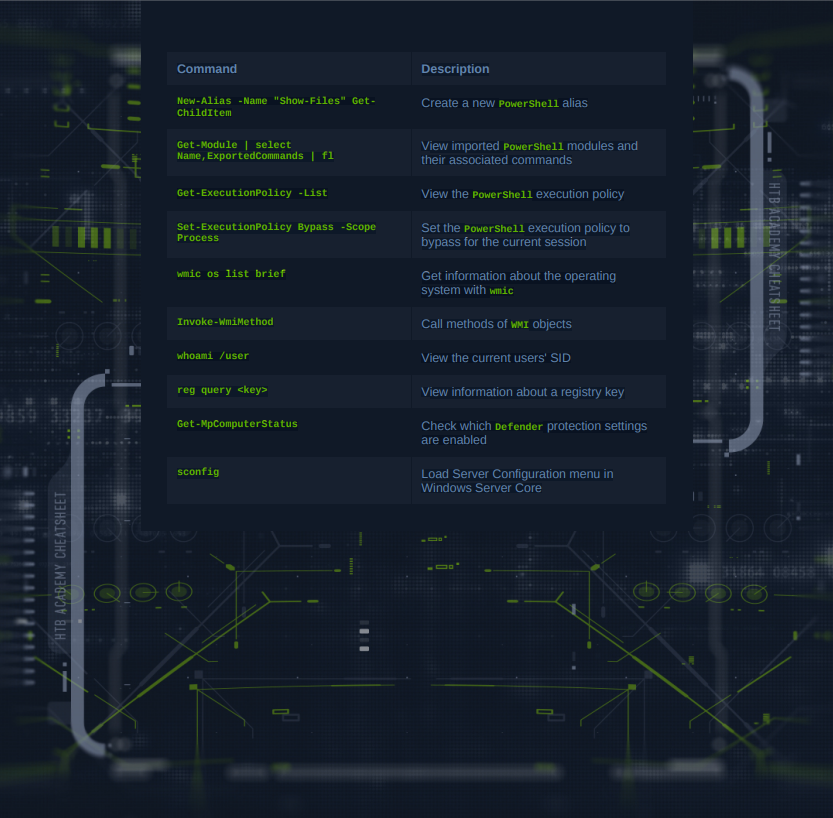 Command Description
New-Alias -Name "Show-Files" Get-
ChildItem
Create a new PowerShell alias
Get-Module | select
Name,ExportedCommands | fl
View imported PowerShell modules and
their associated commands
Get-ExecutionPolicy -List
View the PowerShell execution policy
Set-ExecutionPolicy Bypass -Scope
Process
Set the PowerShell execution policy to
bypass for the current session
wmic os list brief
Get information about the operating
system with wmic
Invoke-WmiMethod
Call methods of WMI objects
whoami /user
View the current users' SID
reg query <key>
View information about a registry key
Get-MpComputerStatus
Check which Defender protection settings
are enabled
sconfig
Load Server Configuration menu in
Windows Server Core
HTB ACADEMY CHEATSHEET
HTB ACADEMY CHEATSHEET